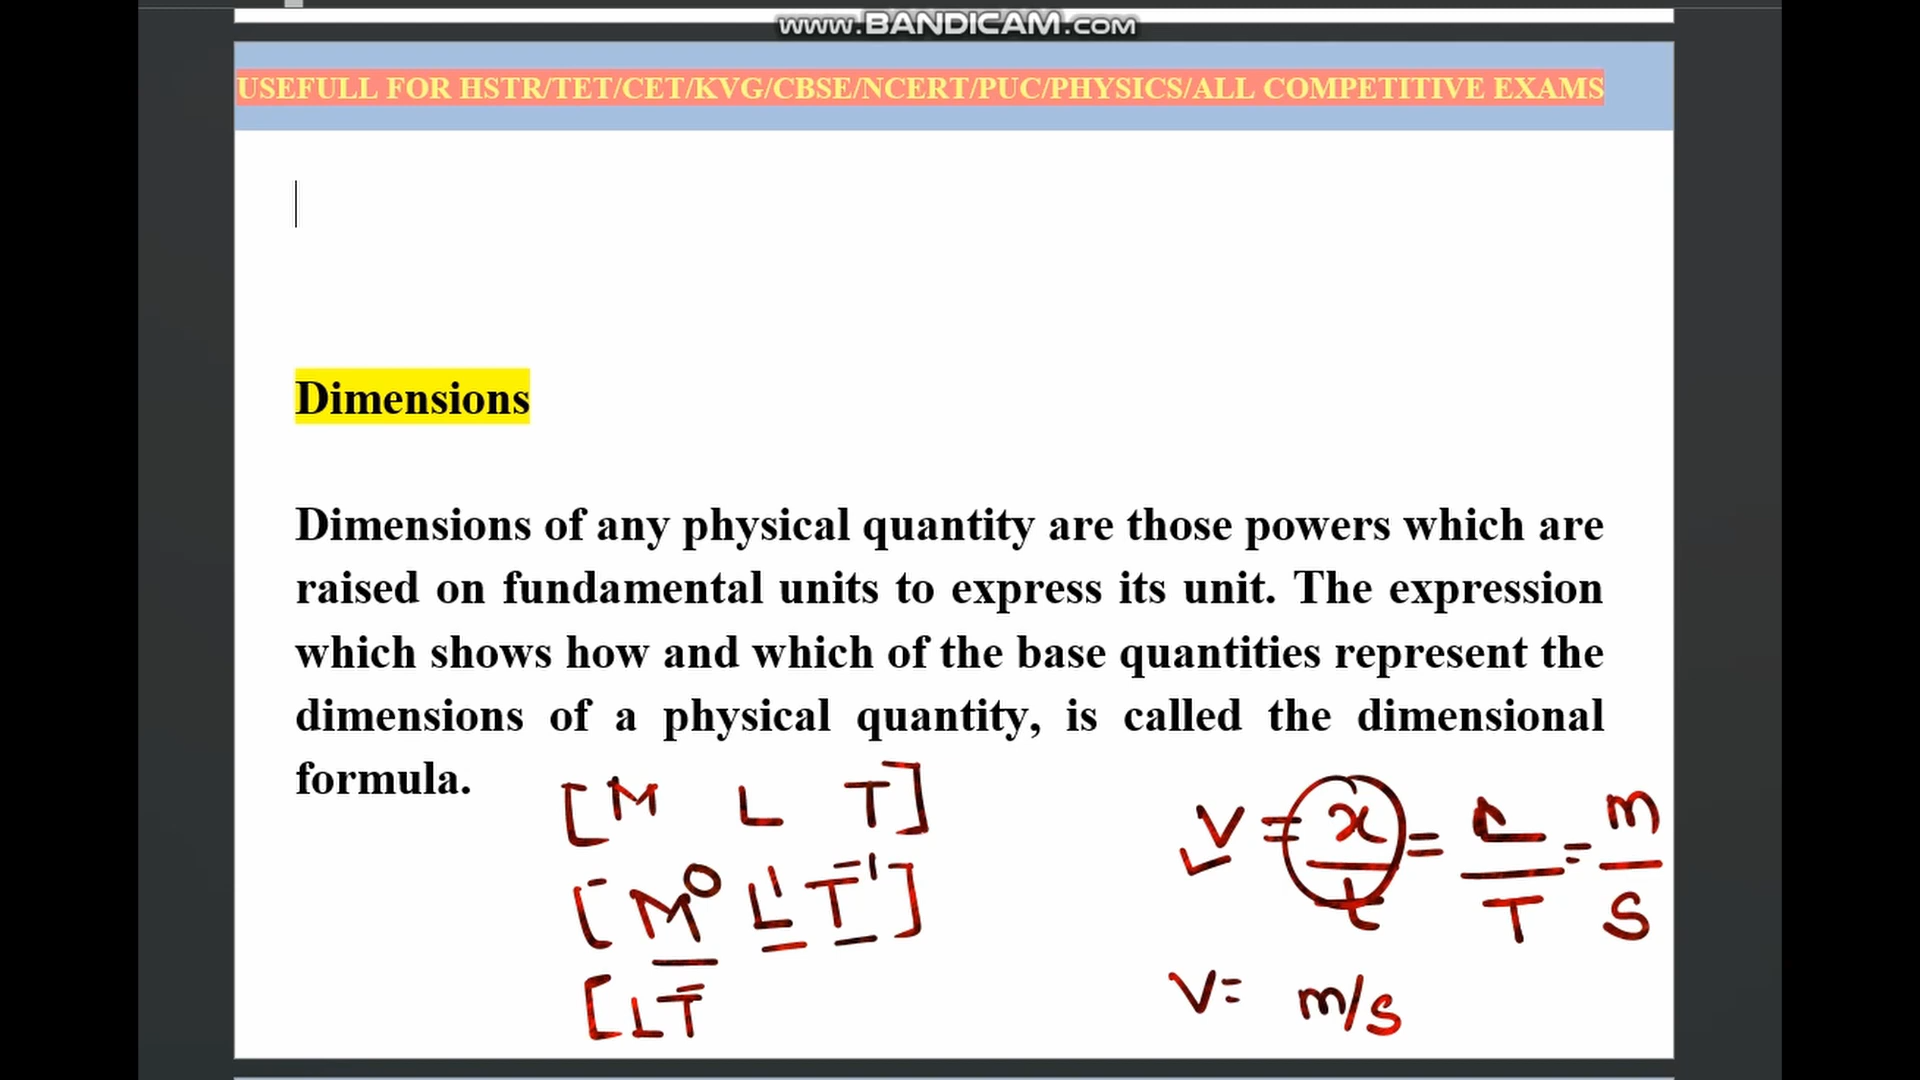 www.BANDICAM.com
USEFULL FOR HSTR/TET/CET/KVG/CBSE/NCERT/PUC/PHYSICS/ALL COMPETITIVE EXAMS
Dimensions
Dimensions of any physical quantity are those powers which are
raised on fundamental units to express its unit. The expression
which shows how and which of the base quantities represent the
dimensions of a physical quantity, is called the dimensional
formula.
[M L T]
[M⁰ L¹ T⁻¹]
[LT⁻
V = x/t = L/T = m/s
V = m/s